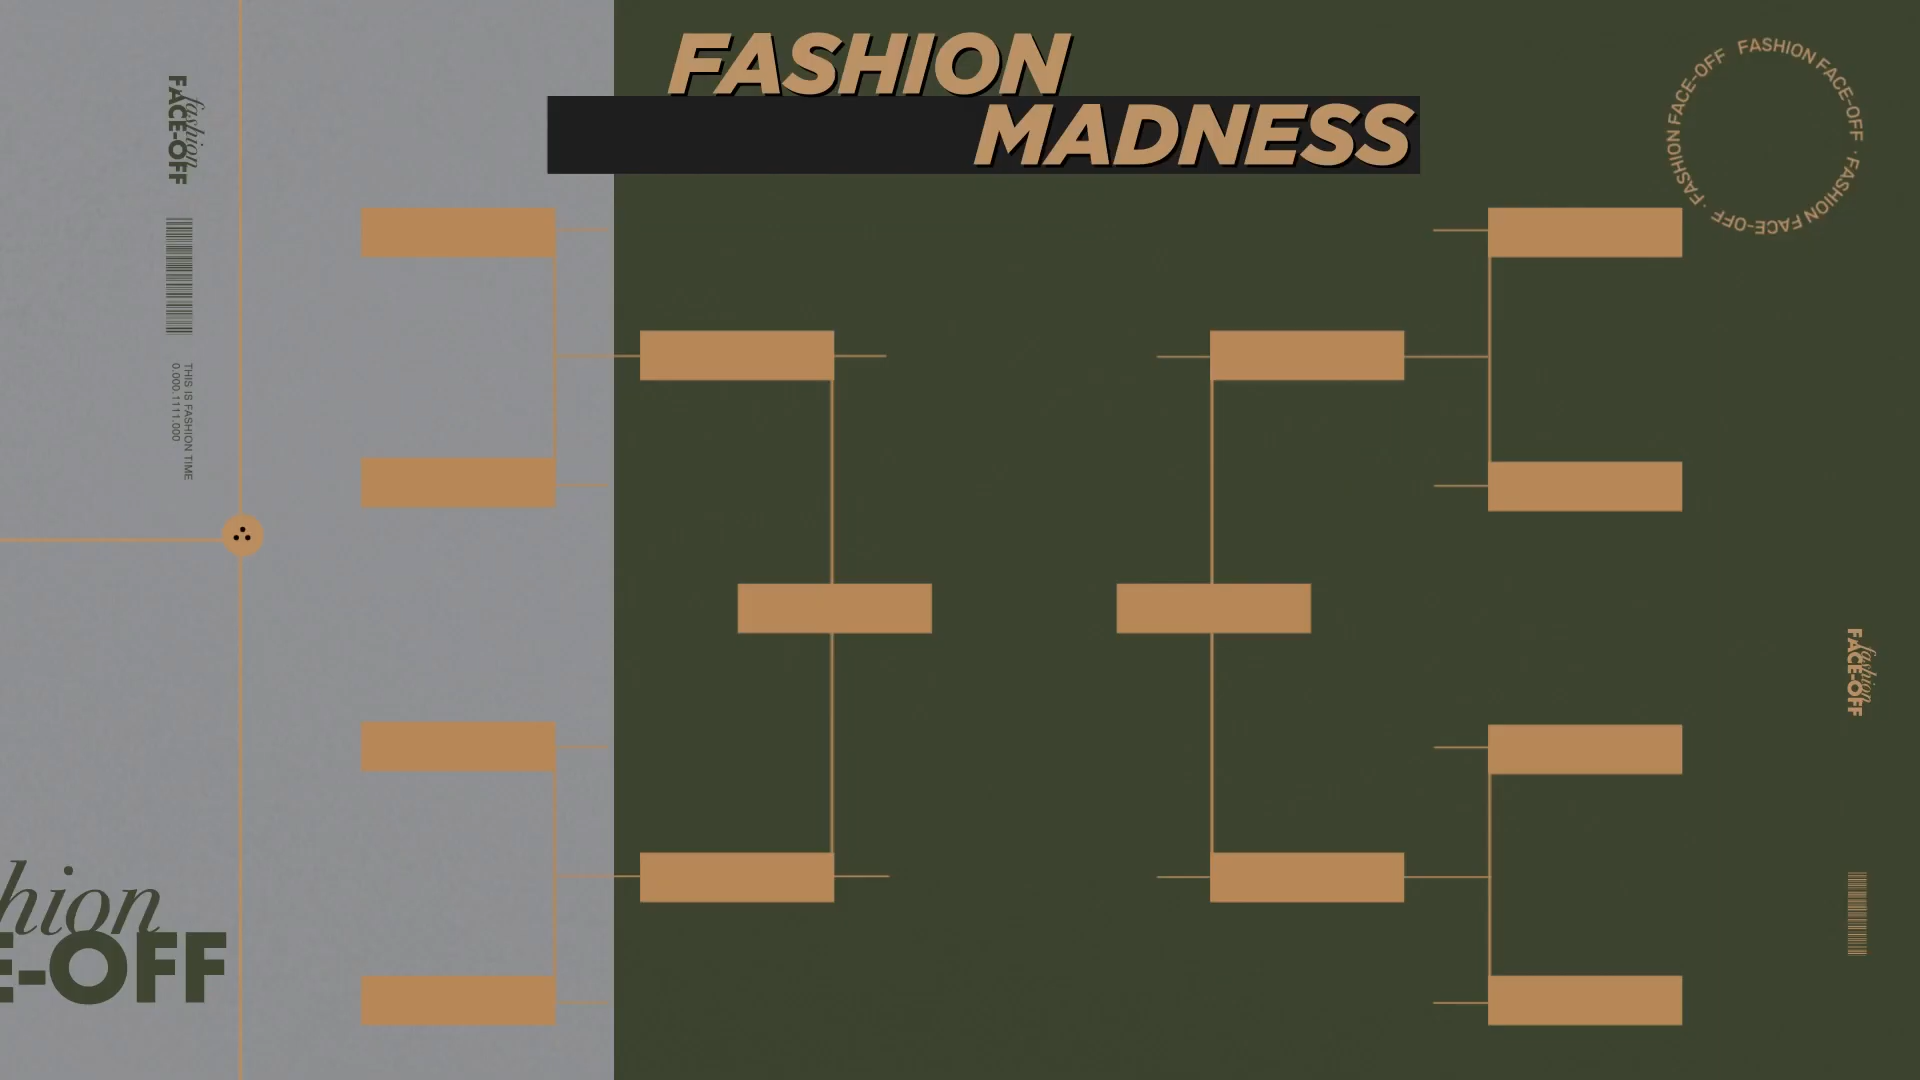 FASHION
MADNESS
FASHION FACE-OFF · FASHION FACE-OFF · FASHION FACE-OFF
fashion
FACE-OFF
THIS IS FASHION TIME
0.000.1111.000
fashion
FACE-OFF
hion
E-OFF